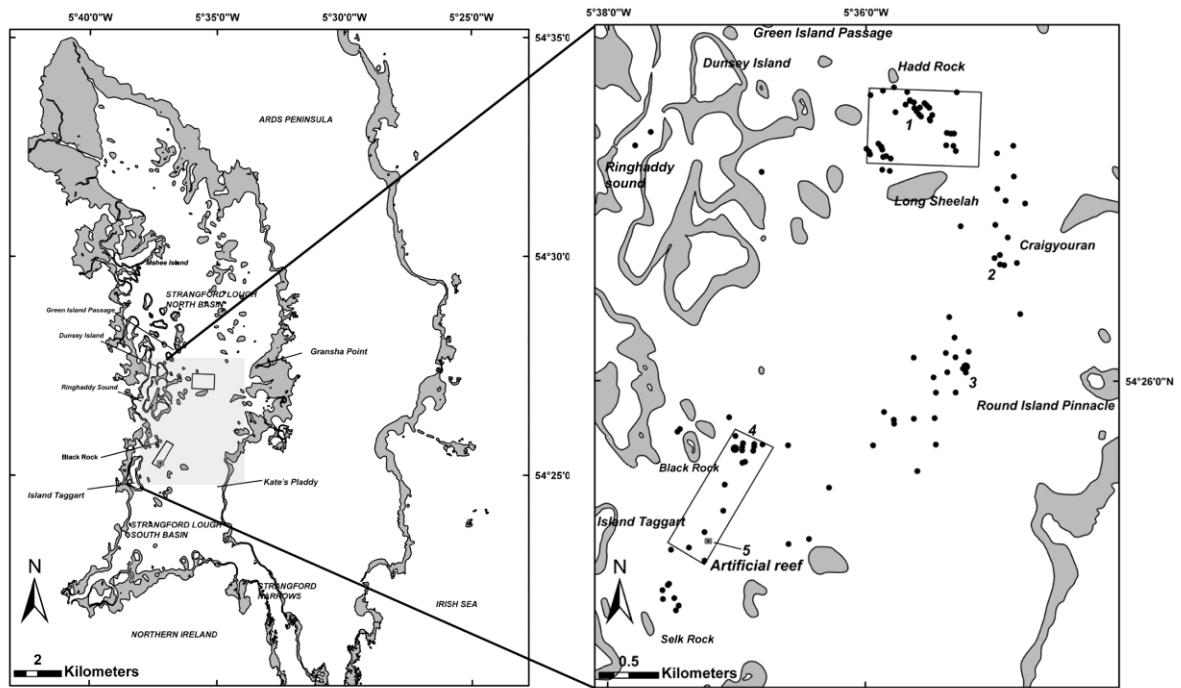 5°40'0"W
5°35'0"W
5°30'0"W
5°25'0"W
54°35'0"N
ARDS PENINSULA
54°30'0"N
Mahee Island
STRANGFORD LOUGH
NORTH BASIN
Green Island Passage
Dunsey Island
Gransha Point
Ringhaddy Sound
Black Rock
54°25'0"N
Kate's Pladdy
Island Taggart
STRANGFORD LOUGH
SOUTH BASIN
N
STRANGFORD
NARROWS
IRISH SEA
NORTHERN IRELAND
2
Kilometers
5°38'0"W
5°36'0"W
Green Island Passage
Dunsey Island
Hadd Rock
1
Ringhaddy
sound
Long Sheelah
Craigyouran
2
54°26'0"N
3
Round Island Pinnacle
4
Black Rock
Island Taggart
5
Artificial reef
N
Selk Rock
0.5
Kilometers